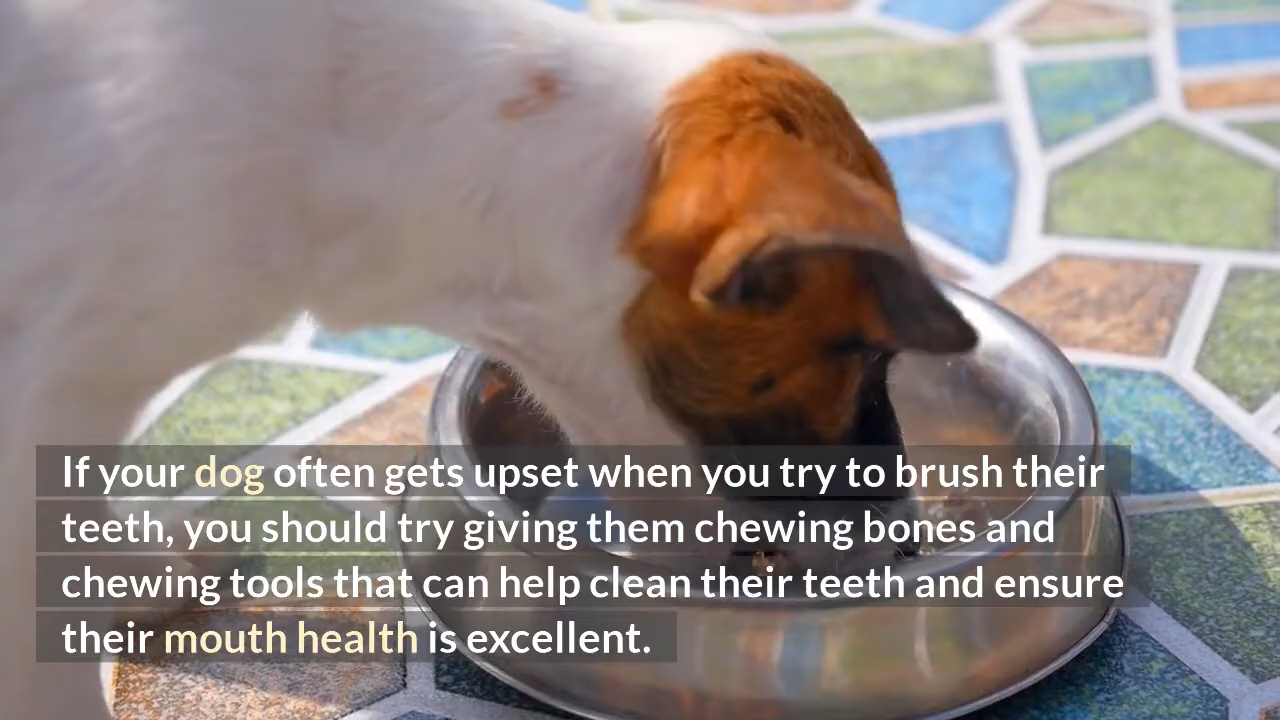 If your dog often gets upset when you try to brush their
teeth, you should try giving them chewing bones and
chewing tools that can help clean their teeth and ensure
their mouth health is excellent.